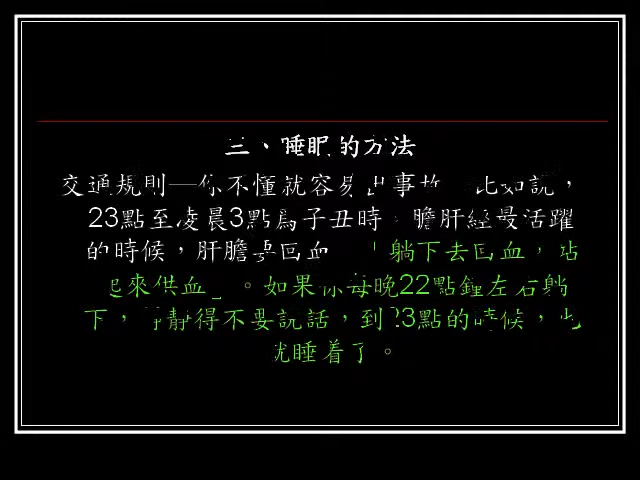 三、睡眠的方法
交通規則—你不懂就容易出事故 比如說，
23點至凌晨3點為子丑時，膽肝經最活躍
的時候，肝膽要回血 「躺下去回血，站
起來供血」。如果你每晚22點鐘左右躺
下，靜靜得不要說話，到23點的時候，也
就睡着了。